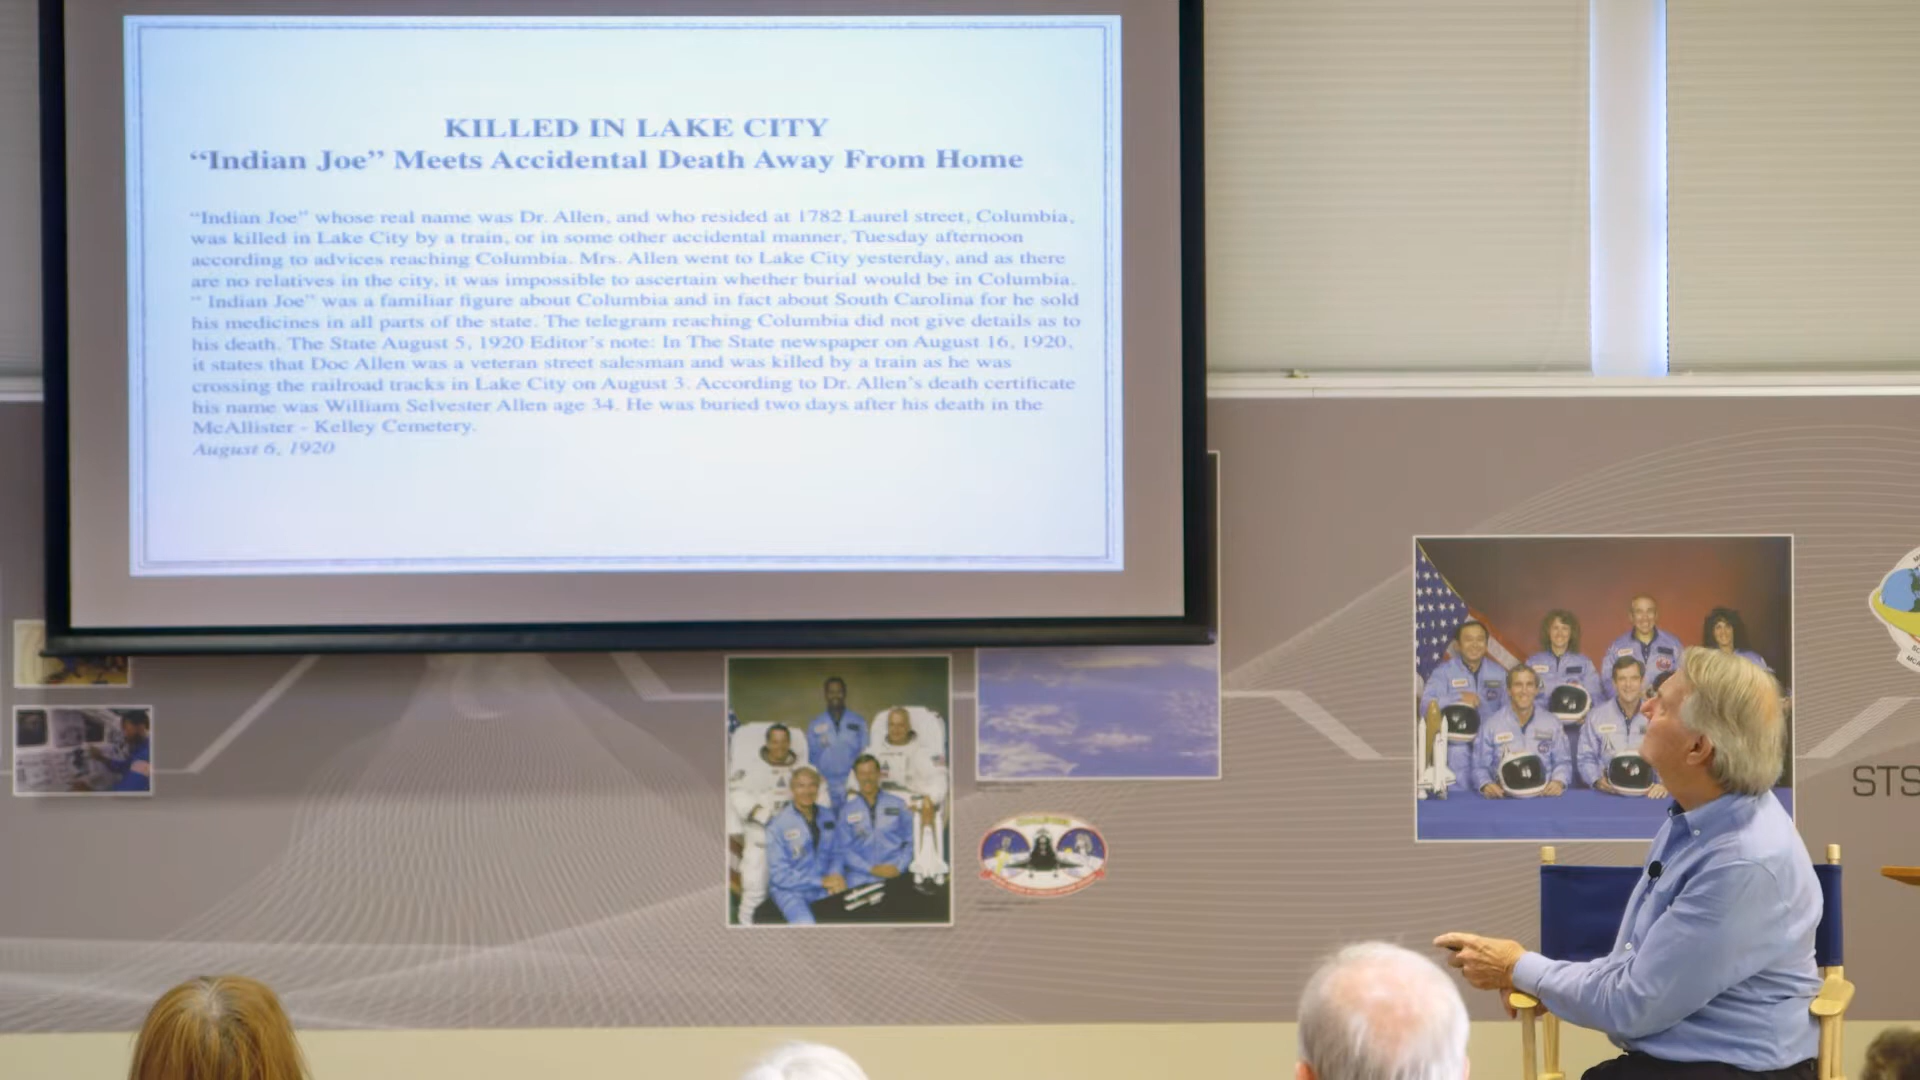 KILLED IN LAKE CITY
“Indian Joe” Meets Accidental Death Away From Home
“Indian Joe” whose real name was Dr. Allen, and who resided at 1782 Laurel street, Columbia,
was killed in Lake City by a train, or in some other accidental manner, Tuesday afternoon
according to advices reaching Columbia. Mrs. Allen went to Lake City yesterday, and as there
are no relatives in the city, it was impossible to ascertain whether burial would be in Columbia.
“ Indian Joe” was a familiar figure about Columbia and in fact about South Carolina for he sold
his medicines in all parts of the state. The telegram reaching Columbia did not give details as to
his death. The State August 5, 1920 Editor’s note: In The State newspaper on August 16, 1920,
it states that Doc Allen was a veteran street salesman and was killed by a train as he was
crossing the railroad tracks in Lake City on August 3. According to Dr. Allen’s death certificate
his name was William Selvester Allen age 34. He was buried two days after his death in the
McAllister - Kelley Cemetery.
August 6, 1920
STS